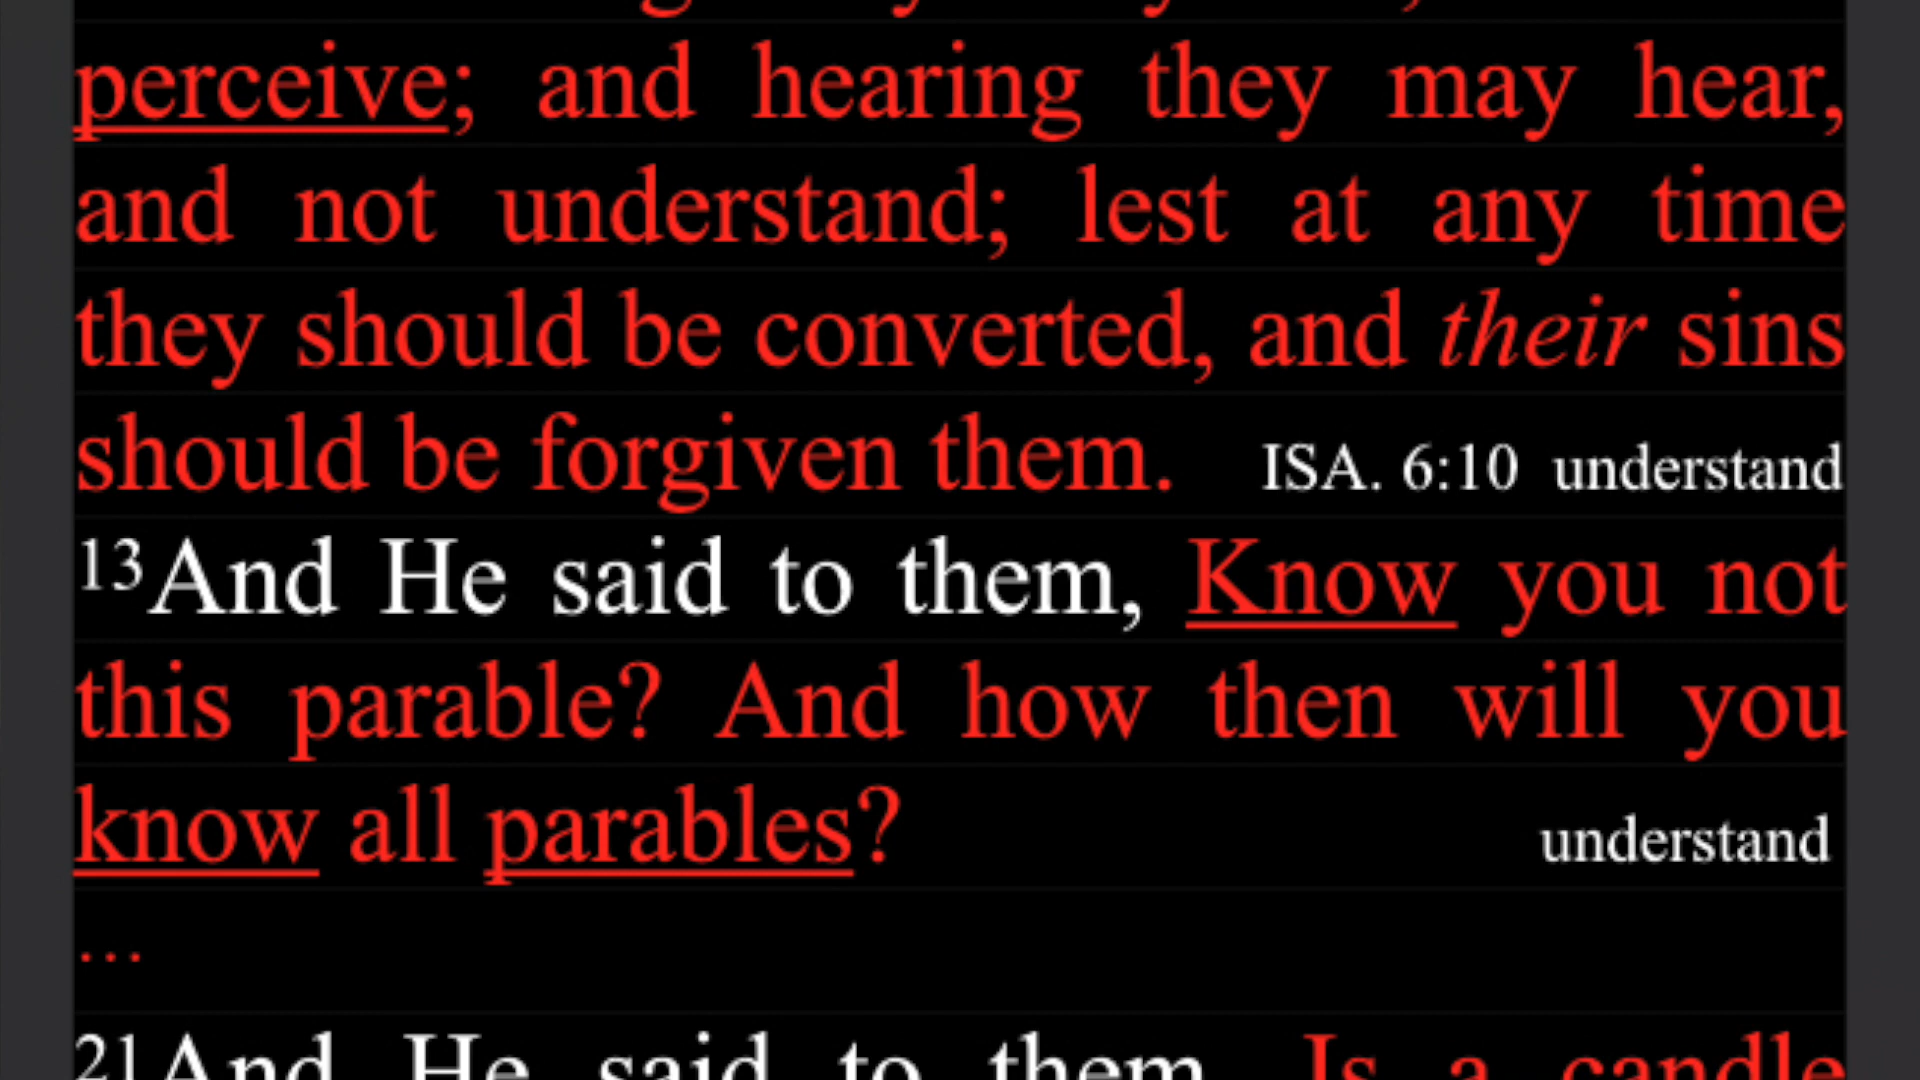 perceive; and hearing they may hear,
and not understand; lest at any time
they should be converted, and their sins
should be forgiven them. ISA. 6:10 understand
13And He said to them, Know you not
this parable? And how then will you
know all parables? understand
...
21And He said to them, Is a candle